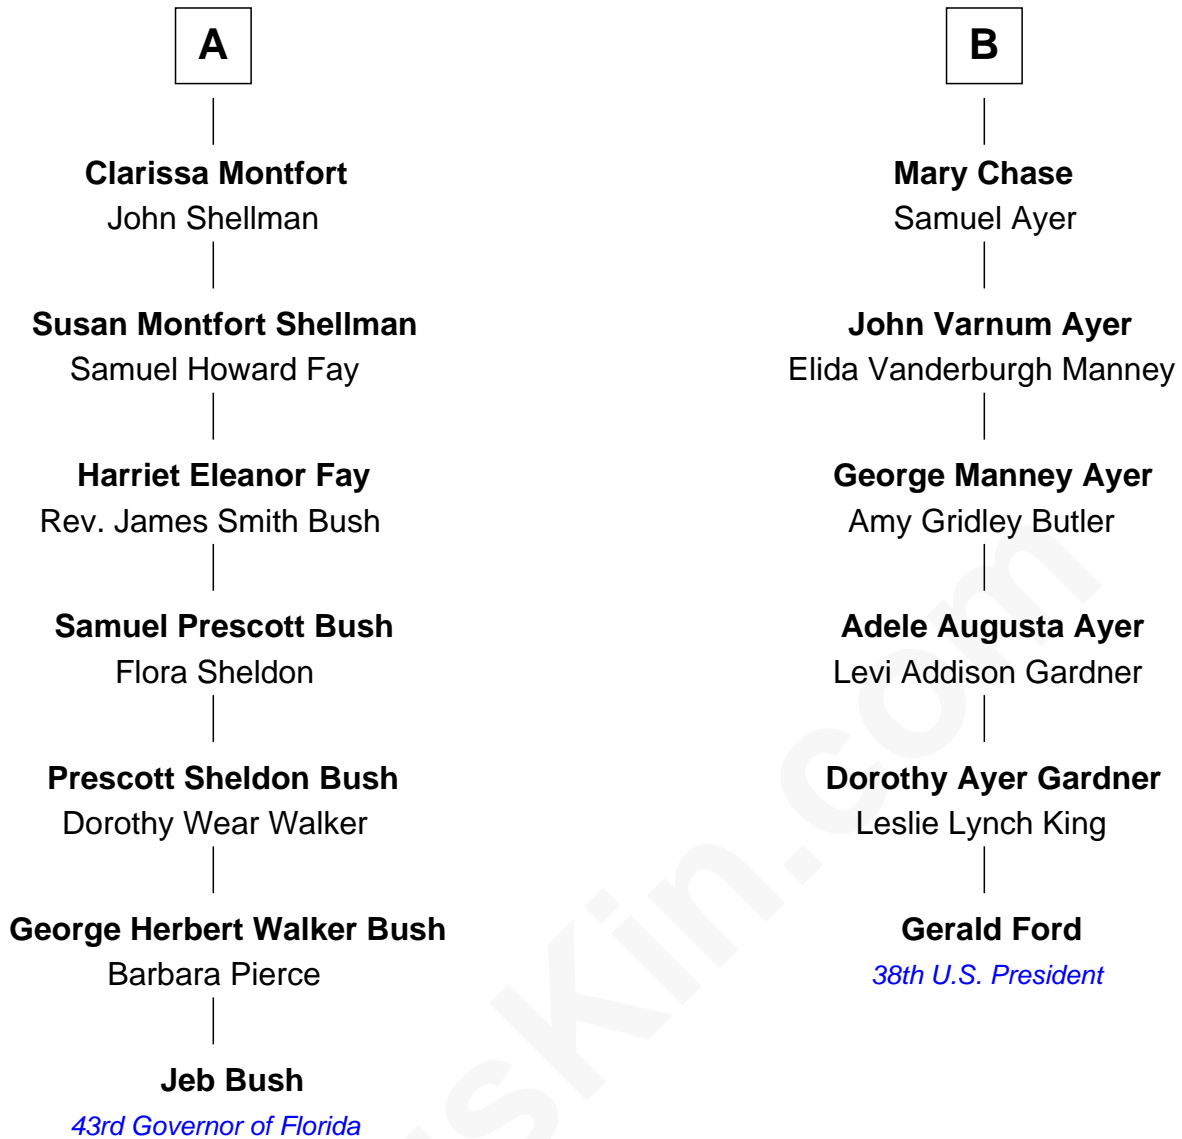 A
Clarissa Montfort
John Shellman
Susan Montfort Shellman
Samuel Howard Fay
Harriet Eleanor Fay
Rev. James Smith Bush
Samuel Prescott Bush
Flora Sheldon
Prescott Sheldon Bush
Dorothy Wear Walker
George Herbert Walker Bush
Barbara Pierce
Jeb Bush
43rd Governor of Florida
B
Mary Chase
Samuel Ayer
John Varnum Ayer
Elida Vanderburgh Manney
George Manney Ayer
Amy Gridley Butler
Adele Augusta Ayer
Levi Addison Gardner
Dorothy Ayer Gardner
Leslie Lynch King
Gerald Ford
38th U.S. President